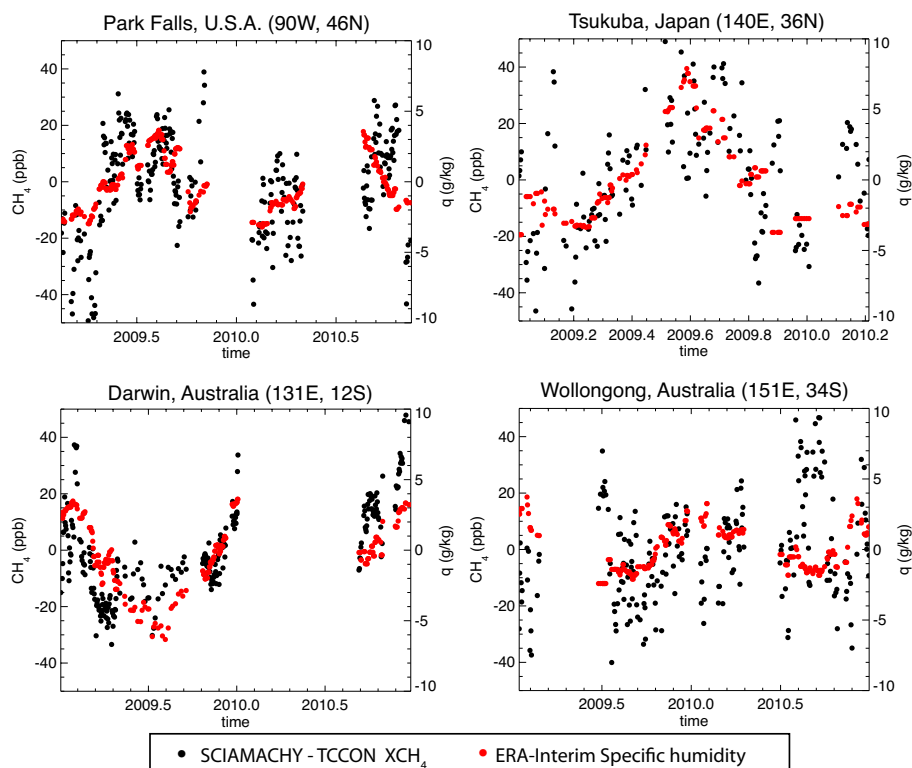 Park Falls, U.S.A. (90W, 46N)
40
20
0
-20
-40
CH4 (ppb)
10
5
0
-5
-10
q (g/kg)
2009.5 2010.0 2010.5
time
Tsukuba, Japan (140E, 36N)
40
20
0
-20
-40
CH4 (ppb)
10
5
0
-5
-10
q (g/kg)
2009.2 2009.4 2009.6 2009.8 2010.0 2010.2
time
Darwin, Australia (131E, 12S)
40
20
0
-20
-40
CH4 (ppb)
10
5
0
-5
-10
q (g/kg)
2009.5 2010.0 2010.5
time
Wollongong, Australia (151E, 34S)
40
20
0
-20
-40
CH4 (ppb)
10
5
0
-5
-10
q (g/kg)
2009.5 2010.0 2010.5
time
SCIAMACHY - TCCON XCH4 ERA-Interim Specific humidity